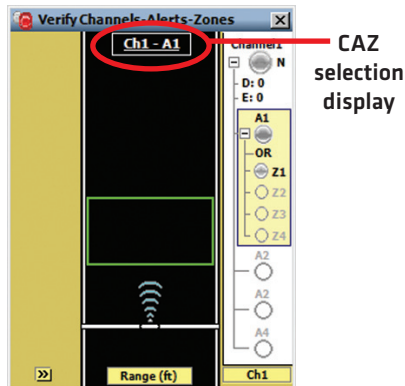 Verify Channels-Alerts-Zones
Ch1 - A1
CAZ
selection
display
Channel1
N
D: 0
E: 0
A1
OR
Z1
Z2
Z3
Z4
A2
A2
A4
Range (ft)
Ch1